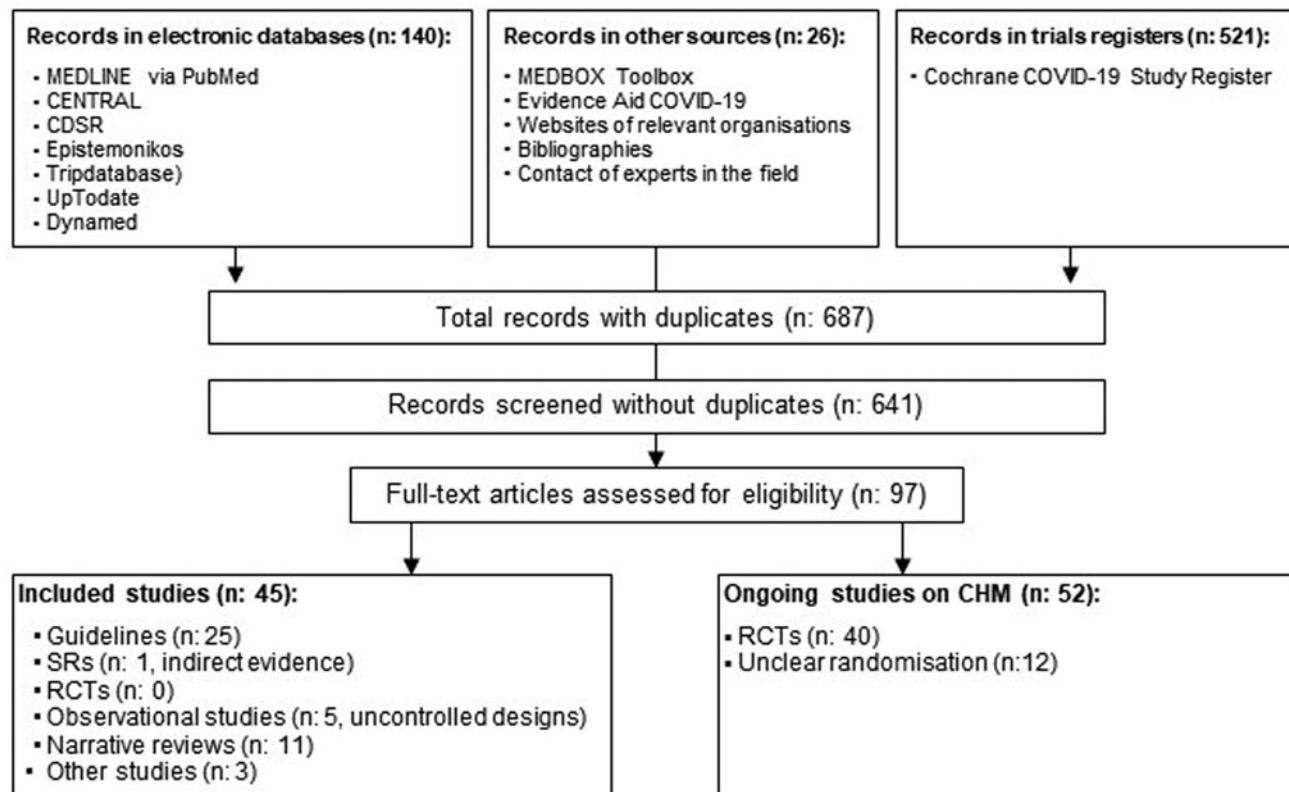 Records in electronic databases (n: 140):
- MEDLINE via PubMed
- CENTRAL
- CDSR
- Epistemonikos
- Tripdatabase)
- UpTodate
- Dynamed
Records in other sources (n: 26):
- MEDBOX Toolbox
- Evidence Aid COVID-19
- Websites of relevant organisations
- Bibliographies
- Contact of experts in the field
Records in trials registers (n: 521):
- Cochrane COVID-19 Study Register
Total records with duplicates (n: 687)
Records screened without duplicates (n: 641)
Full-text articles assessed for eligibility (n: 97)
Included studies (n: 45):
▪ Guidelines (n: 25)
▪ SRs (n: 1, indirect evidence)
▪ RCTs (n: 0)
▪ Observational studies (n: 5, uncontrolled designs)
▪ Narrative reviews (n: 11)
▪ Other studies (n: 3)
Ongoing studies on CHM (n: 52):
▪ RCTs (n: 40)
▪ Unclear randomisation (n:12)